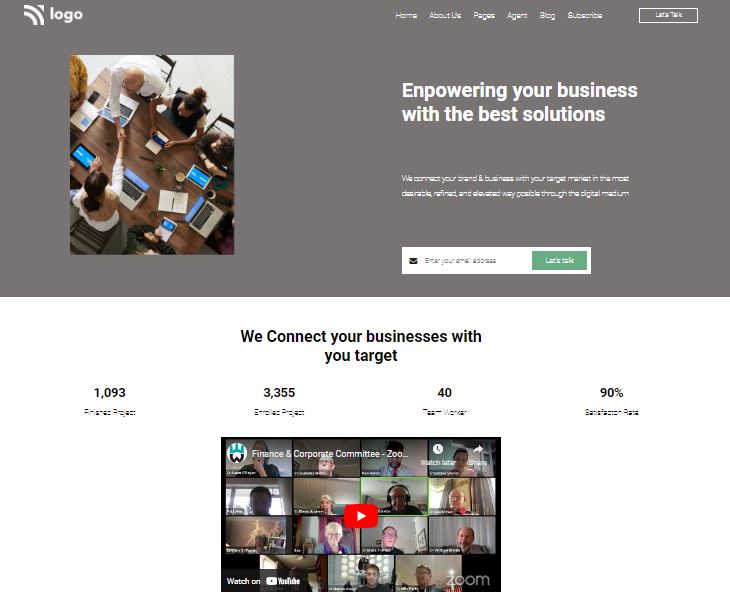 logo
Home About Us Pages Agent Blog Subscribe Let's Talk
Enpowering your business
with the best solutions
We connect your brand & business with your target market in the most
desirable, refined, and elevated way posible through the digital medium
Enter your email address Let's talk
We Connect your businesses with
you target
1,093 3,355 40 90%
Finished Project Enrolled Project Team Worker Satisfaction Rate
Finance & Corporate Committee - Zoo...
Watch later Share
Watch on YouTube
zoom